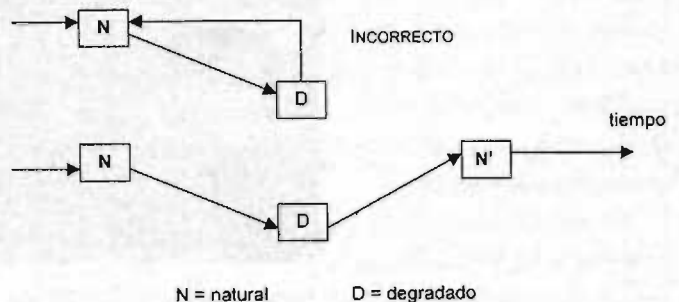 N
INCORRECTO
D
tiempo
N
N'
D
N = natural
D = degradado